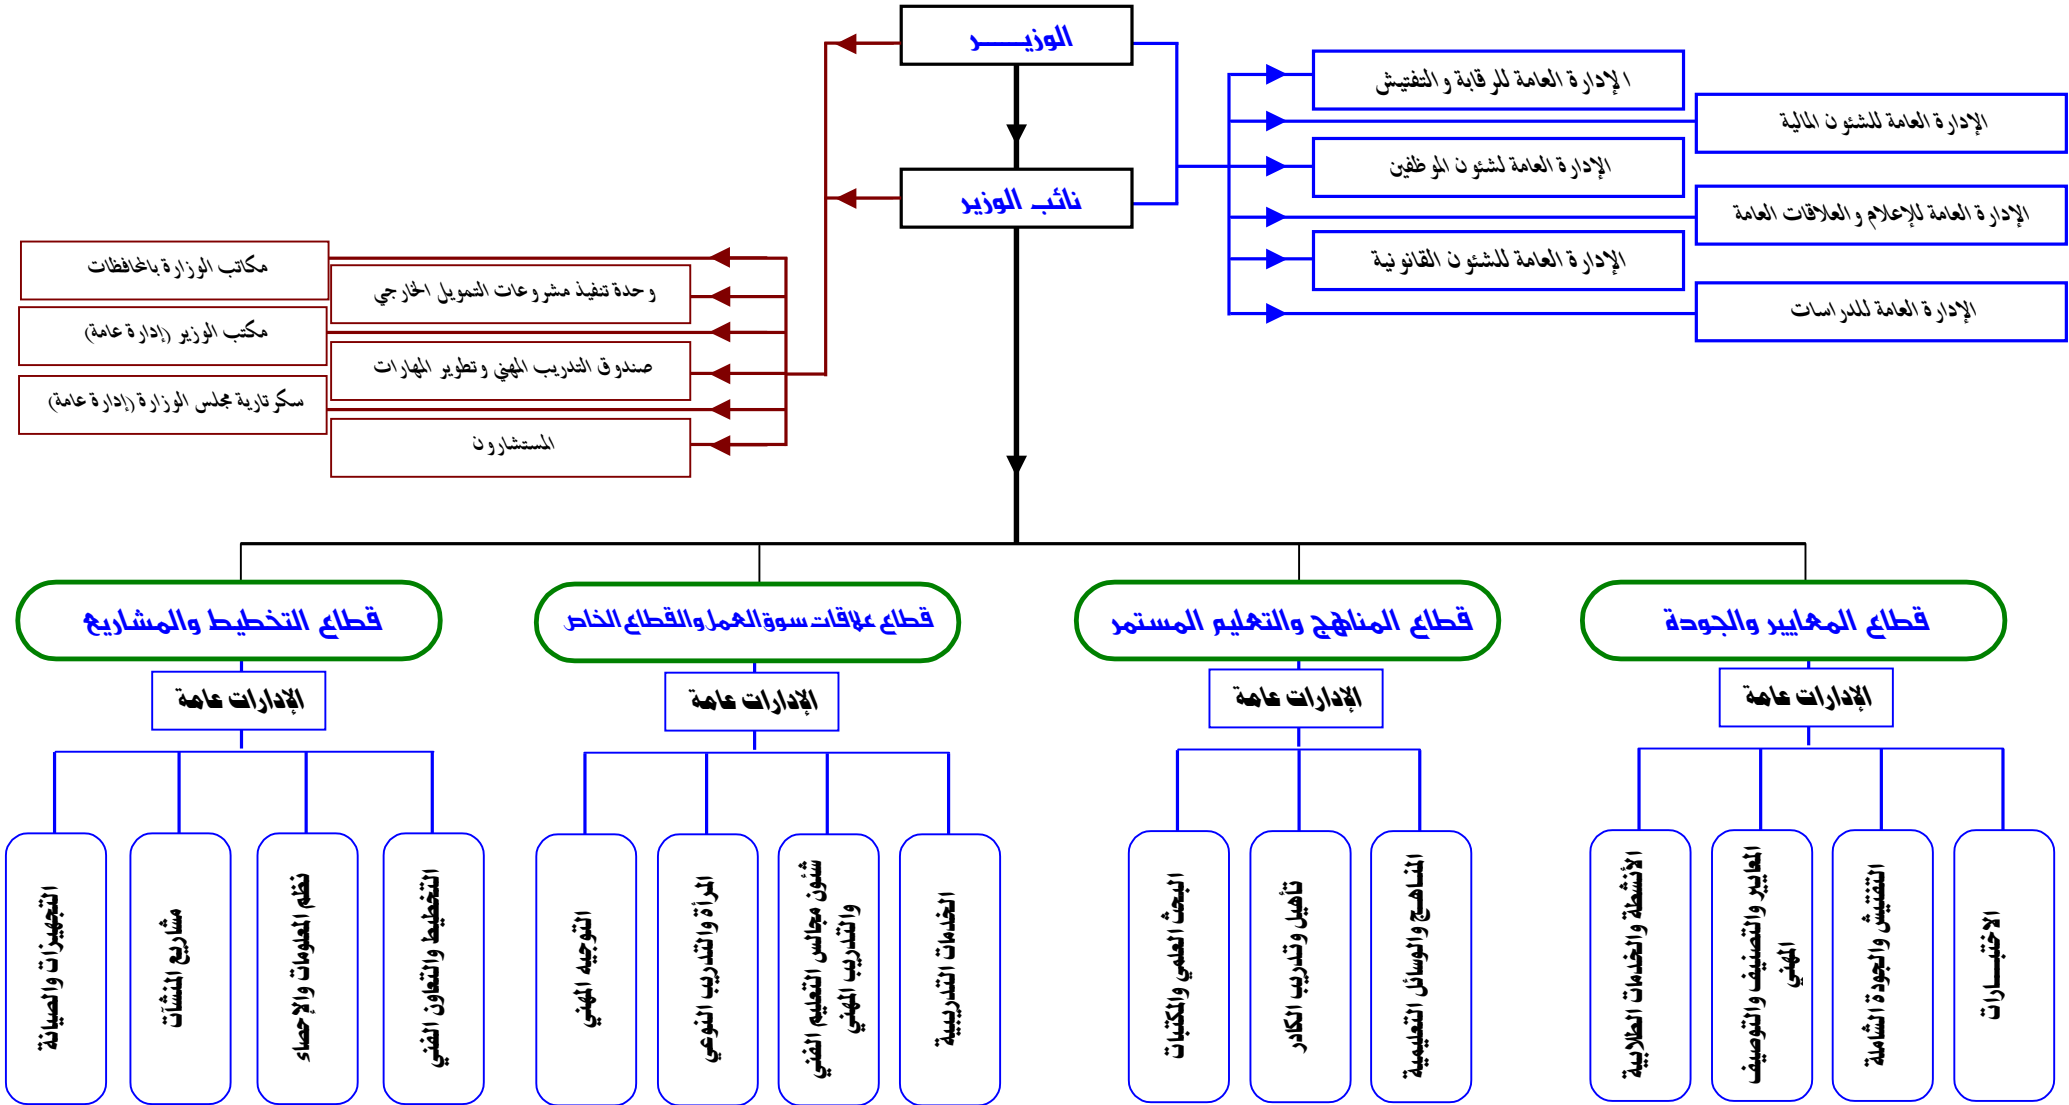 الوزيـــــر
نائب الوزير
الإدارة العامة للرقابة والتفتيش
الإدارة العامة للشئون المالية
الإدارة العامة لشئون الموظفين
الإدارة العامة للإعلام والعلاقات العامة
الإدارة العامة للشئون القانونية
الإدارة العامة للدراسات
مكاتب الوزارة بالمحافظات
وحدة تنفيذ مشروعات التمويل الخارجي
مكتب الوزير (إدارة عامة)
صندوق التدريب المهني وتطوير المهارات
سكرتارية مجلس الوزارة (إدارة عامة)
المستشارون
قطاع المعايير والجودة
قطاع المناهج والتعليم المستمر
قطاع علاقات سوق العمل والقطاع الخاص
قطاع التخطيط والمشاريع
الإدارات عامة
الإدارات عامة
الإدارات عامة
الإدارات عامة
الاختبـــارات
التفتيش والجودة الشاملة
المعايير والتصنيف والتوصيف
المهني
الأنشطة والخدمات الطلابية
المناهج والوسائل التعليمية
تأهيل وتدريب الكادر
البحث العلمي والمكتبات
الخدمات التدريبية
شئون مجالس التعليم الفني
والتدريب المهني
المرأة والتدريب النوعي
التوجيه المهني
التخطيط والتعاون الفني
نظم المعلومات والإحصاء
مشاريع المنشآت
التجهيزات والصيانة